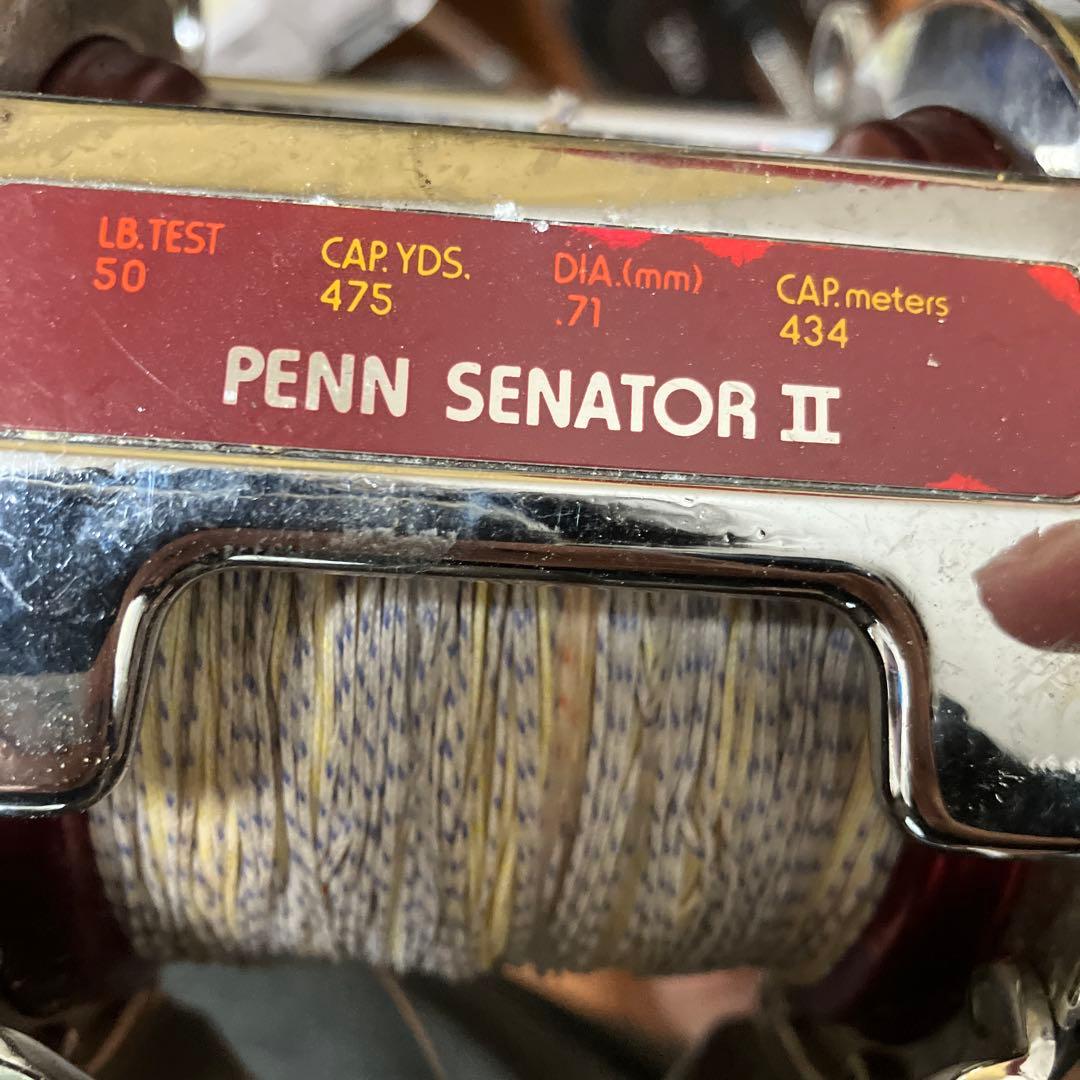 LB. TEST CAP. YDS. DIA.(mm) CAP. meters
50 475 .71 434
PENN SENATOR II